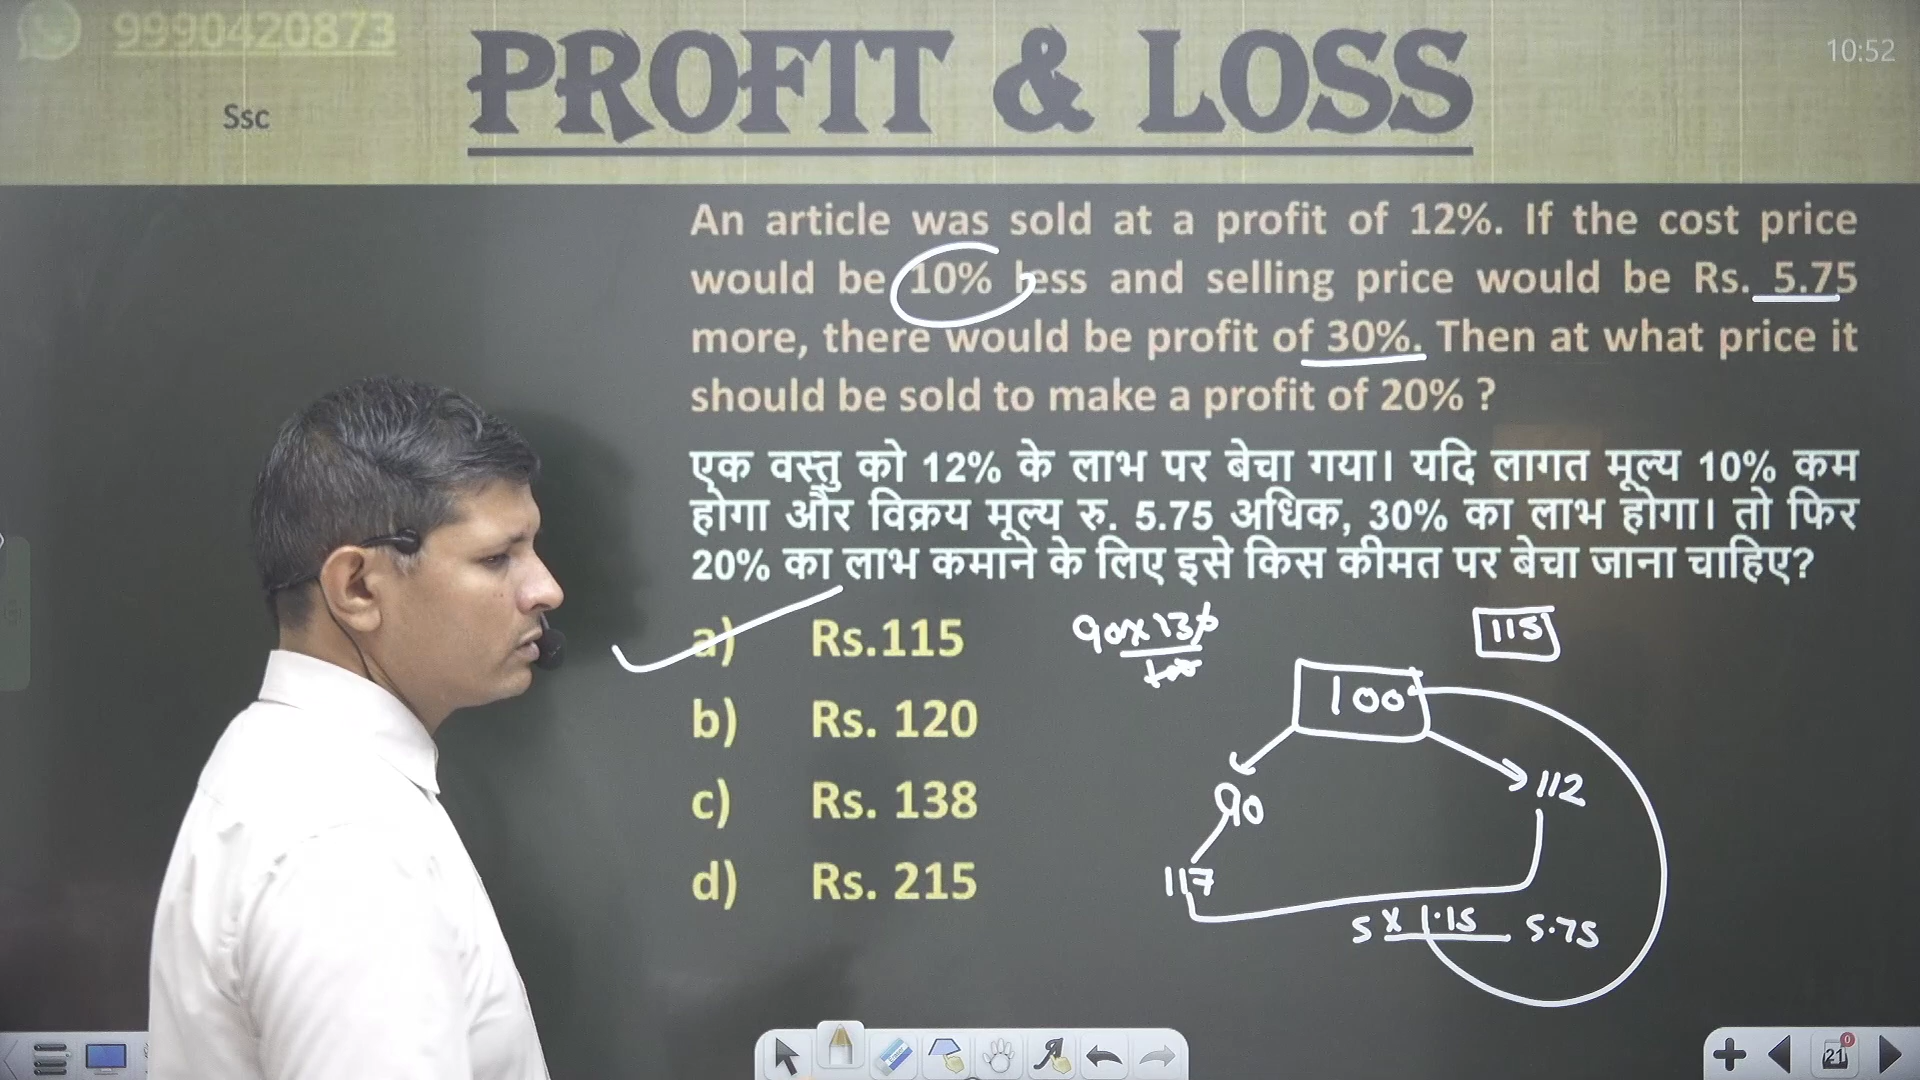 9990420873
PROFIT & LOSS
10:52
Ssc
An article was sold at a profit of 12%. If the cost price
would be 10% less and selling price would be Rs. 5.75
more, there would be profit of 30%. Then at what price it
should be sold to make a profit of 20% ?
एक वस्तु को 12% के लाभ पर बेचा गया। यदि लागत मूल्य 10% कम
होगा और विक्रय मूल्य रु. 5.75 अधिक, 30% का लाभ होगा। तो फिर
20% का लाभ कमाने के लिए इसे किस कीमत पर बेचा जाना चाहिए?
a) Rs.115
b) Rs. 120
c) Rs. 138
d) Rs. 215
90x130
100
115
100
90
112
117
5 x 1.15 5.75
21
0